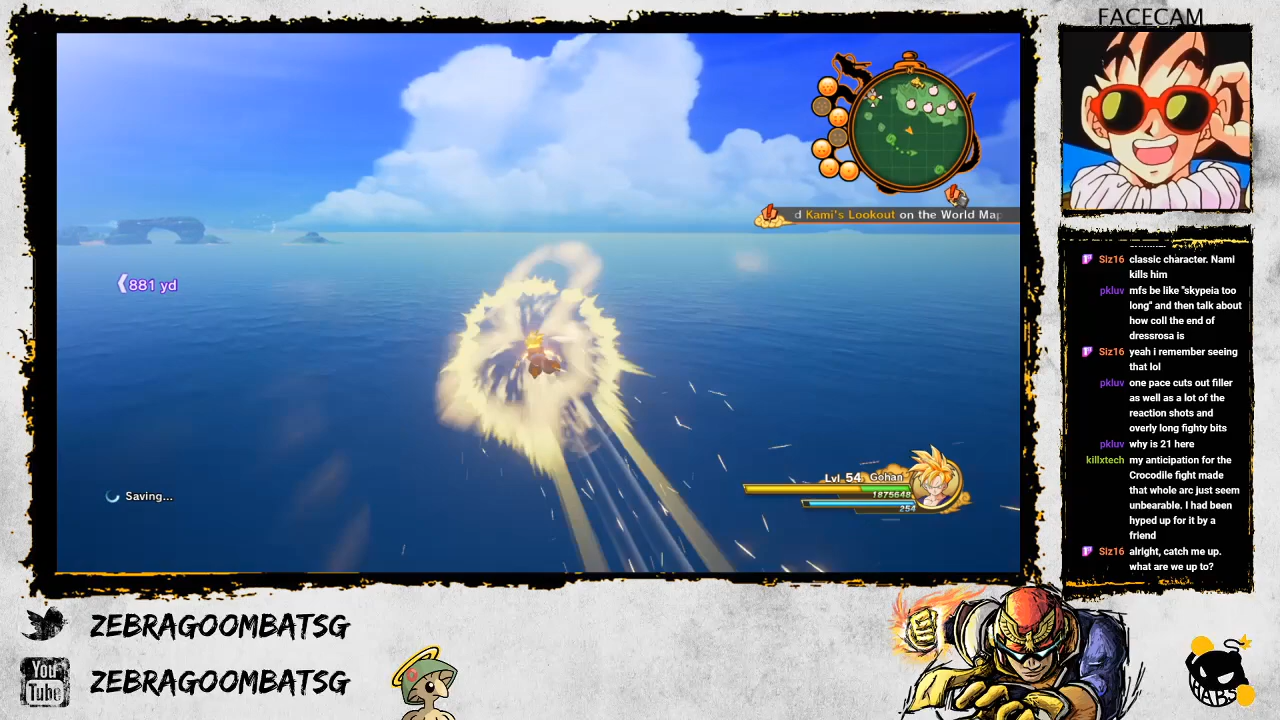 FACECAM
d Kami's Lookout on the World Map
881 yd
Saving...
Lvl 54 Gohan
1875648
254
Siz16 classic character. Nami
kills him
pkluv mfs be like "skypeia too
long" and then talk about
how coll the end of
dressrosa is
Siz16 yeah i remember seeing
that lol
pkluv one pace cuts out filler
as well as a lot of the
reaction shots and
overly long fighty bits
pkluv why is 21 here
killxtech my anticipation for the
Crocodile fight made
that whole arc just seem
unbearable. I had been
hyped up for it by a
friend
Siz16 alright, catch me up.
what are we up to?
ZEBRAGOOMBATSG
You
Tube
ZEBRAGOOMBATSG
HABS